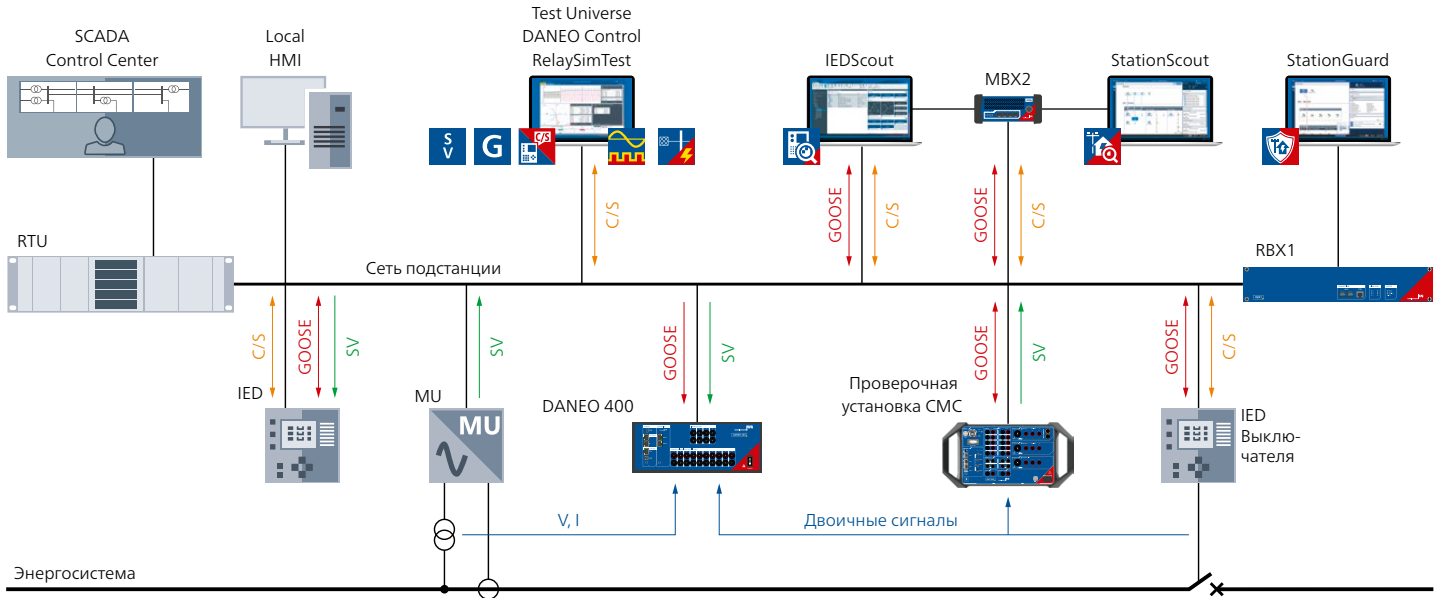 SCADA
Control Center
Local
HMI
Test Universe
DANEO Control
RelaySimTest
IEDScout
MBX2
StationScout
StationGuard
S
V
G
C/S
C/S
GOOSE
C/S
GOOSE
C/S
RTU
Сеть подстанции
RBX1
C/S
GOOSE
SV
SV
GOOSE
SV
GOOSE
SV
GOOSE
C/S
IED
MU
MU
DANEO 400
Проверочная
установка CMC
IED
Выклю-
чателя
V, I
Двоичные сигналы
Энергосистема